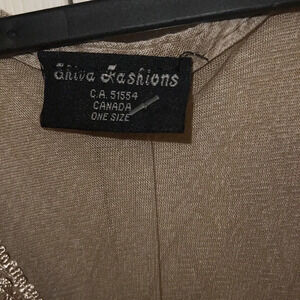 Shiva Fashions
C.A. 51554
CANADA
ONE SIZE